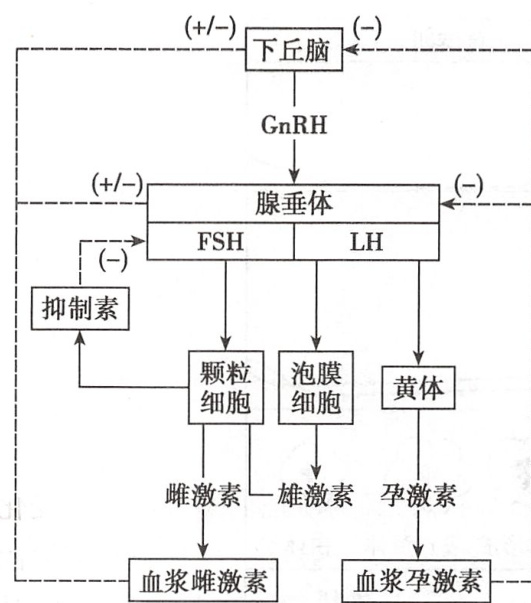 (+/−)
(−)
下丘脑
GnRH
(+/−)
(−)
腺垂体
FSH
LH
(−)
抑制素
颗粒
细胞
泡膜
细胞
黄体
雌激素
雄激素
孕激素
血浆雌激素
血浆孕激素